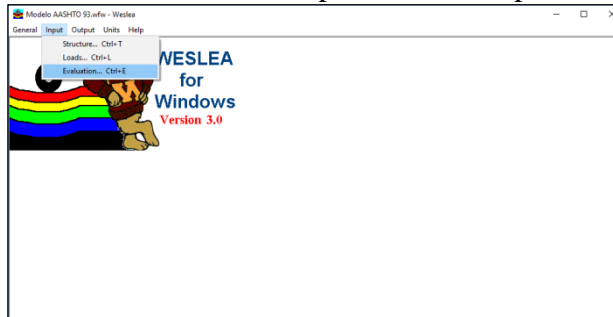 Modelo AASHTO 93.wfw - Weslea
General Input Output Units Help
Structure... Ctrl+T
Loads... Ctrl+L
Evaluation... Ctrl+E
WESLEA
for
Windows
Version 3.0